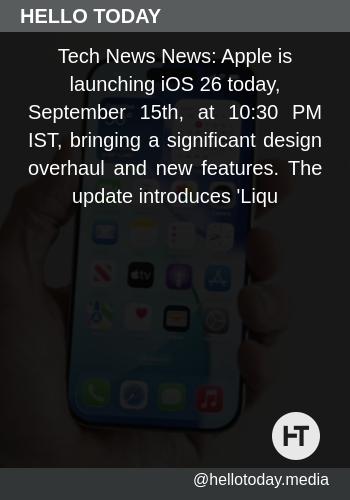 HELLO TODAY
Tech News News: Apple is
launching iOS 26 today,
September 15th, at 10:30 PM
IST, bringing a significant design
overhaul and new features. The
update introduces 'Liqu
HT
@hellotoday.media